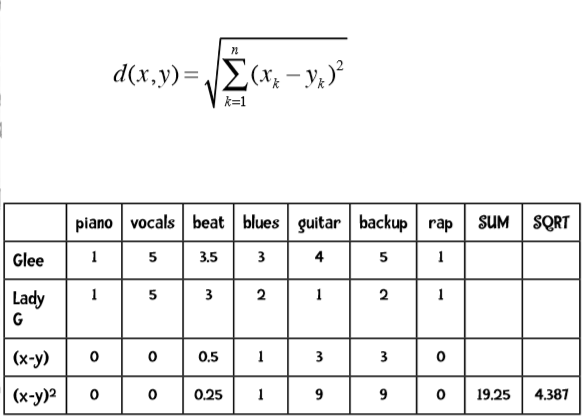 d(x,y) = √∑(x_k − y_k)²
n
k=1
piano vocals beat blues guitar backup rap SUM SQRT
Glee 1 5 3.5 3 4 5 1
Lady G 1 5 3 2 1 2 1
(x-y) 0 0 0.5 1 3 3 0
(x-y)² 0 0 0.25 1 9 9 0 19.25 4.387